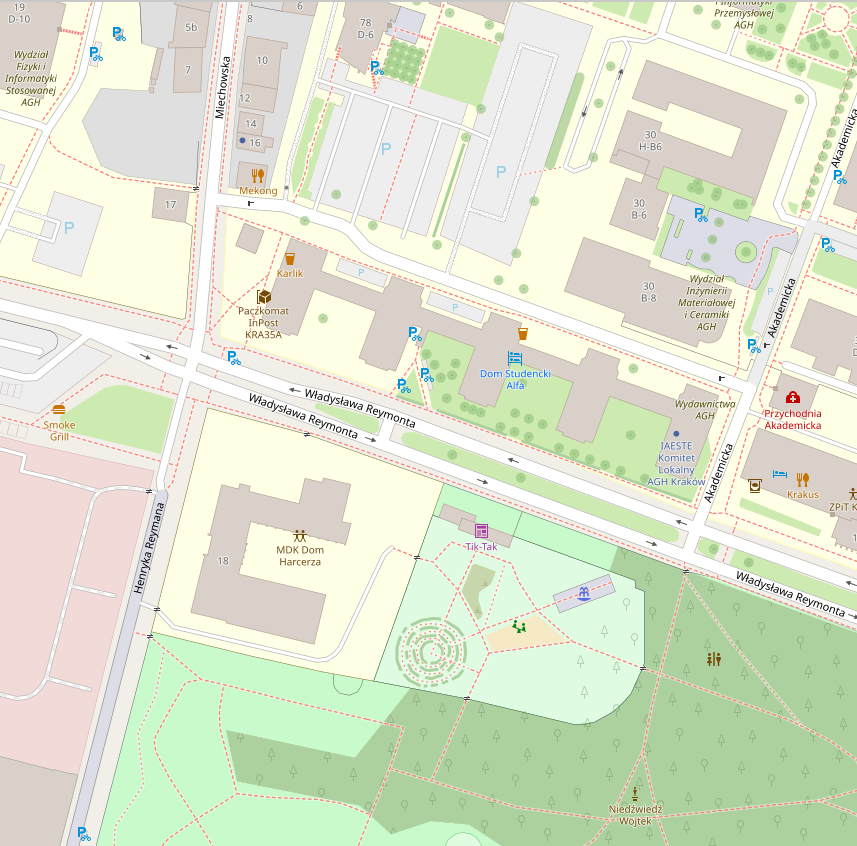 19
D-10
Wydział
Fizyki i
Informatyki
Stosowanej
AGH
P
P
5b
7
8
6
10
12
14
16
Miechowska
Mekong
17
P
78
D-6
P
P
P
Przemysłowej
AGH
30
H-B6
30
B-6
P
30
B-8
Wydział
Inżynierii
Materiałowej
i Ceramiki
AGH
Akademicka
P
P
P
Akademicka
P
Karlik
Paczkomat
InPost
KRA35A
P
P
P
P
P
P
Dom Studencki
Alfa
Wydawnictwa
AGH
IAESTE
Komitet
Lokalny
AGH Kraków
Przychodnia
Akademicka
Akademicka
Krakus
ZPiT K
Smoke
Grill
Władysława Reymonta
Władysława Reymonta
Henryka Reymana
18
MDK Dom
Harcerza
Tik-Tak
Władysława Reymonta
Niedźwiedź
Wojtek
P